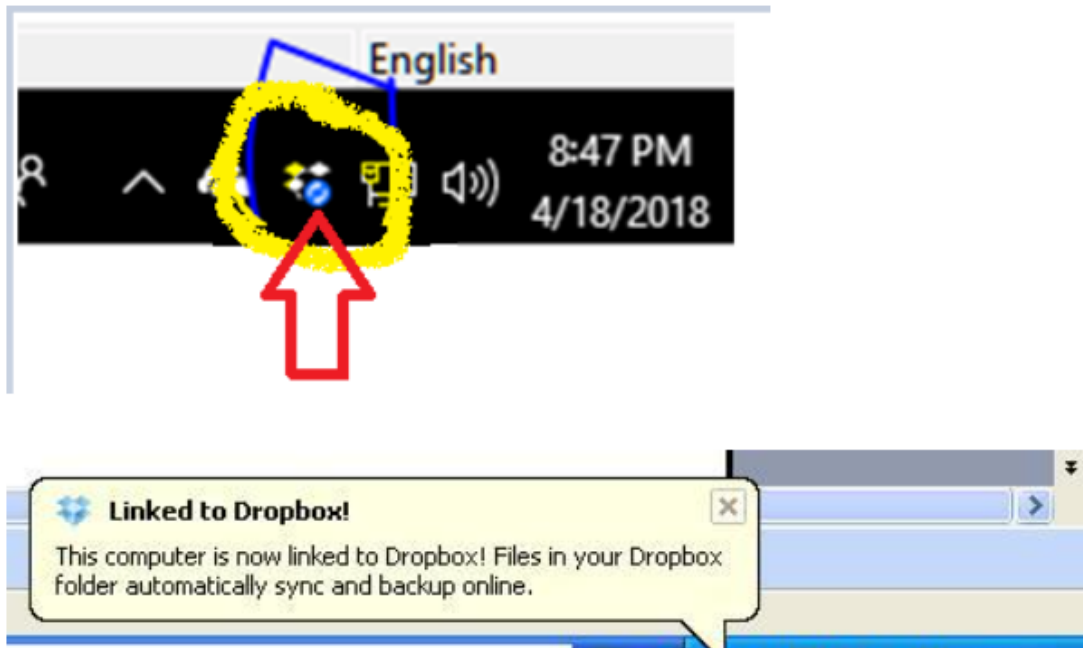 English
8:47 PM
4/18/2018
Linked to Dropbox!
This computer is now linked to Dropbox! Files in your Dropbox
folder automatically sync and backup online.